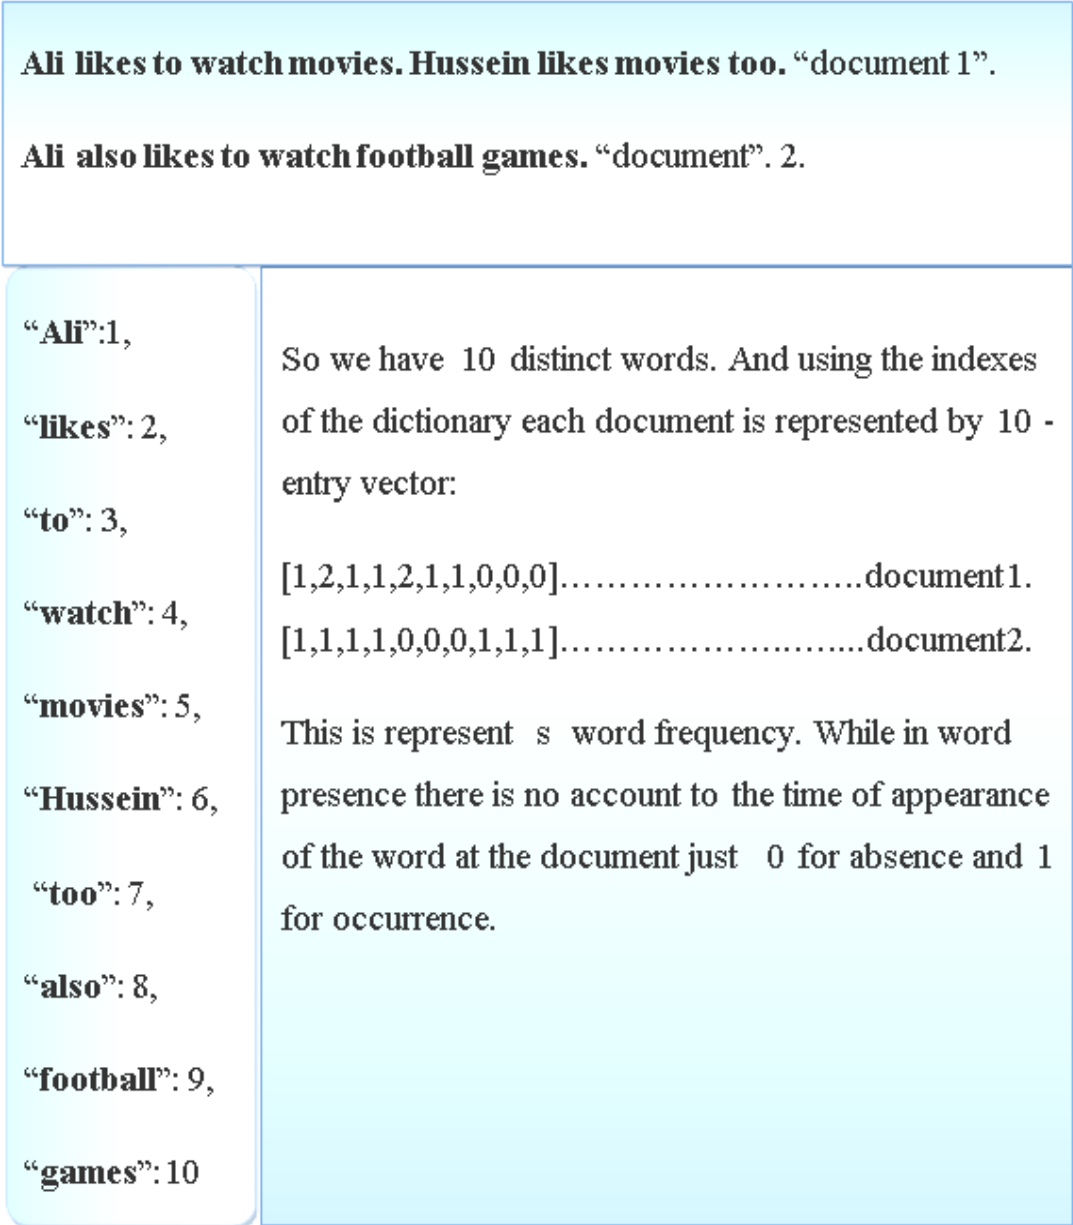 Ali likes to watch movies. Hussein likes movies too. “document 1”.
Ali also likes to watch football games. “document”. 2.
“Ali”:1,
“likes”: 2,
“to”: 3,
“watch”: 4,
“movies”: 5,
“Hussein”: 6,
“too”: 7,
“also”: 8,
“football”: 9,
“games”: 10
So we have 10 distinct words. And using the indexes
of the dictionary each document is represented by 10 -
entry vector:
[1,2,1,1,2,1,1,0,0,0]…………………………..document1.
[1,1,1,1,0,0,0,1,1,1]…………………..……....document2.
This is represent s word frequency. While in word
presence there is no account to the time of appearance
of the word at the document just 0 for absence and 1
for occurrence.